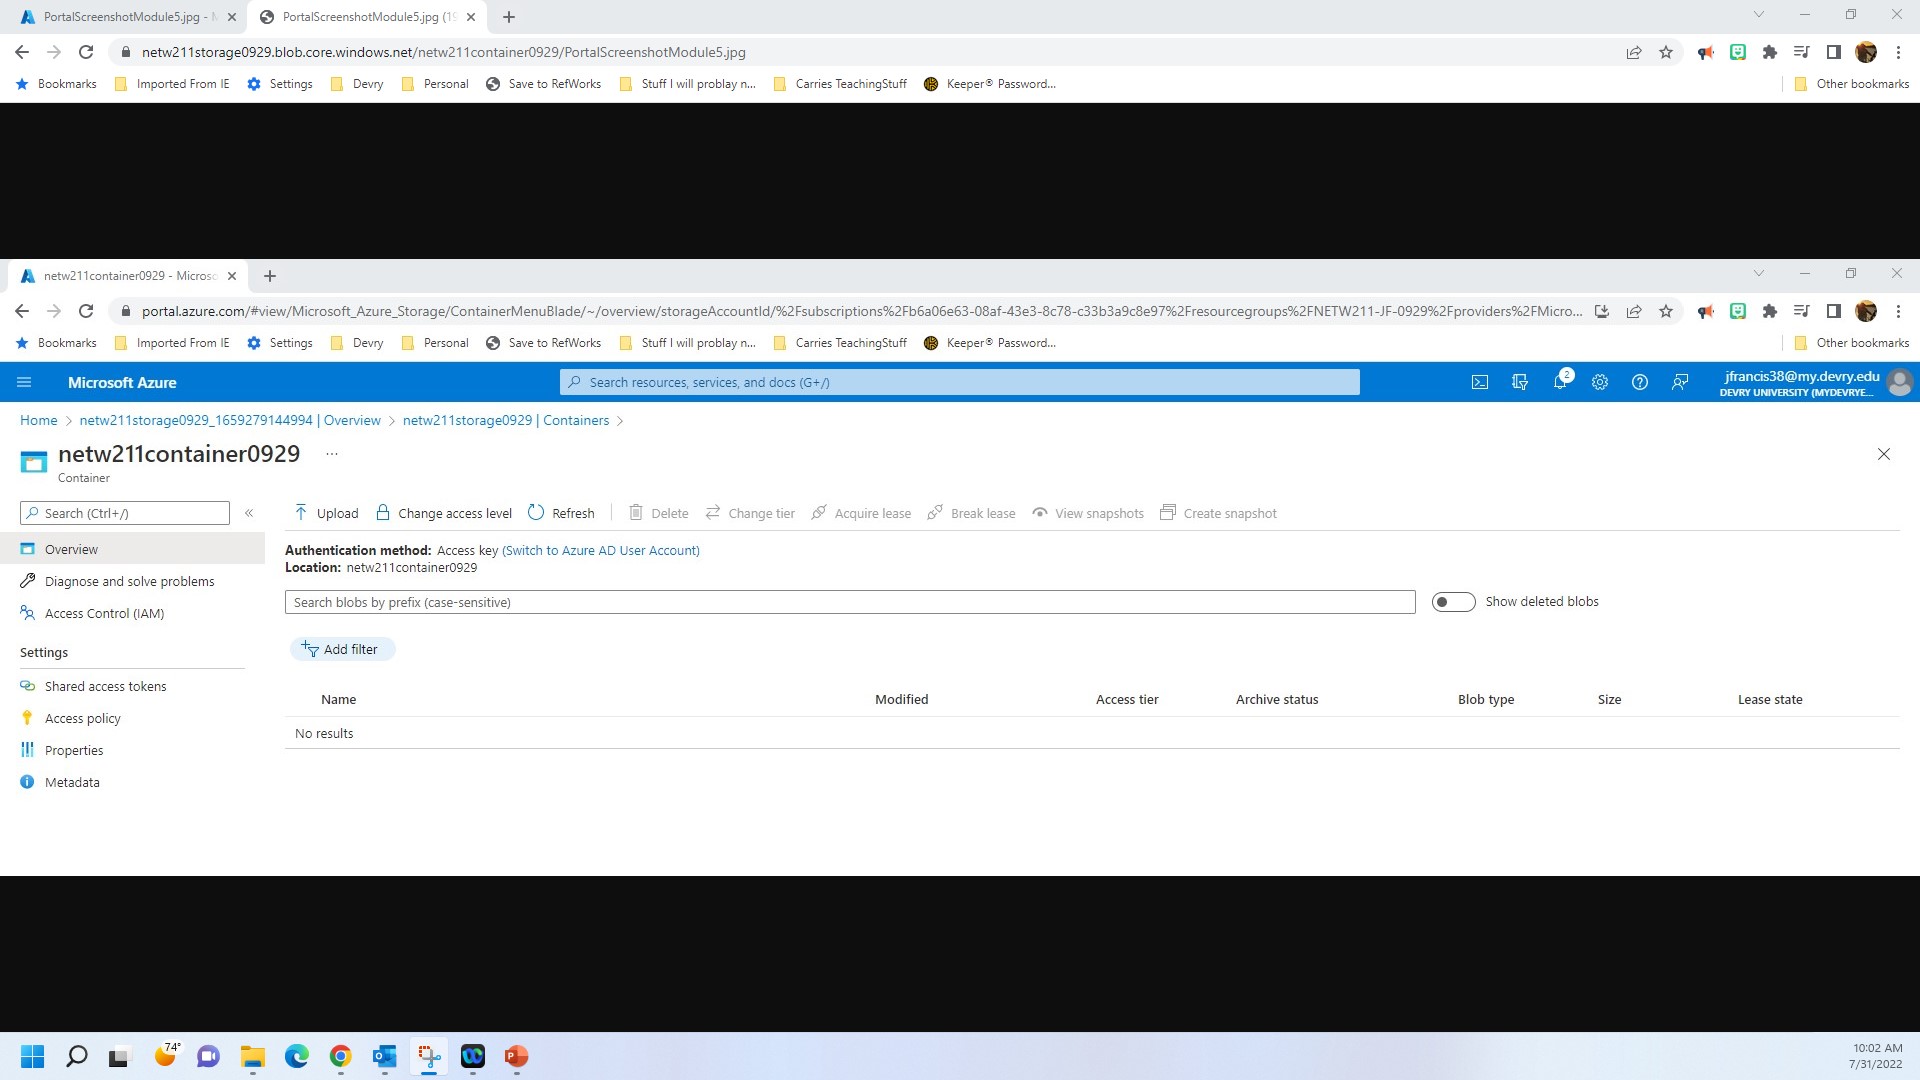 PortalScreenshotModule5.jpg - M
PortalScreenshotModule5.jpg (19
netw211storage0929.blob.core.windows.net/netw211container0929/PortalScreenshotModule5.jpg
Bookmarks Imported From IE Settings Devry Personal Save to RefWorks Stuff I will problay n... Carries TeachingStuff Keeper® Password... Other bookmarks
netw211container0929 - Microsc
portal.azure.com/#view/Microsoft_Azure_Storage/ContainerMenuBlade/~/overview/storageAccountId/%2Fsubscriptions%2Fb6a06e63-08af-43e3-8c78-c33b3a9c8e97%2Fresourcegroups%2FNETW211-JF-0929%2Fproviders%2FMicro...
Bookmarks Imported From IE Settings Devry Personal Save to RefWorks Stuff I will problay n... Carries TeachingStuff Keeper® Password... Other bookmarks
Microsoft Azure
Search resources, services, and docs (G+/)
2
jfrancis38@my.devry.edu
DEVRY UNIVERSITY (MYDEVRYE...
Home > netw211storage0929_1659279144994 | Overview > netw211storage0929 | Containers >
netw211container0929 ...
Container
Search (Ctrl+/) «
Upload Change access level Refresh Delete Change tier Acquire lease Break lease View snapshots Create snapshot
Overview
Diagnose and solve problems
Access Control (IAM)
Settings
Shared access tokens
Access policy
Properties
Metadata
Authentication method: Access key (Switch to Azure AD User Account)
Location: netw211container0929
Search blobs by prefix (case-sensitive)
Show deleted blobs
Add filter
Name Modified Access tier Archive status Blob type Size Lease state
No results
74°
10:02 AM
7/31/2022